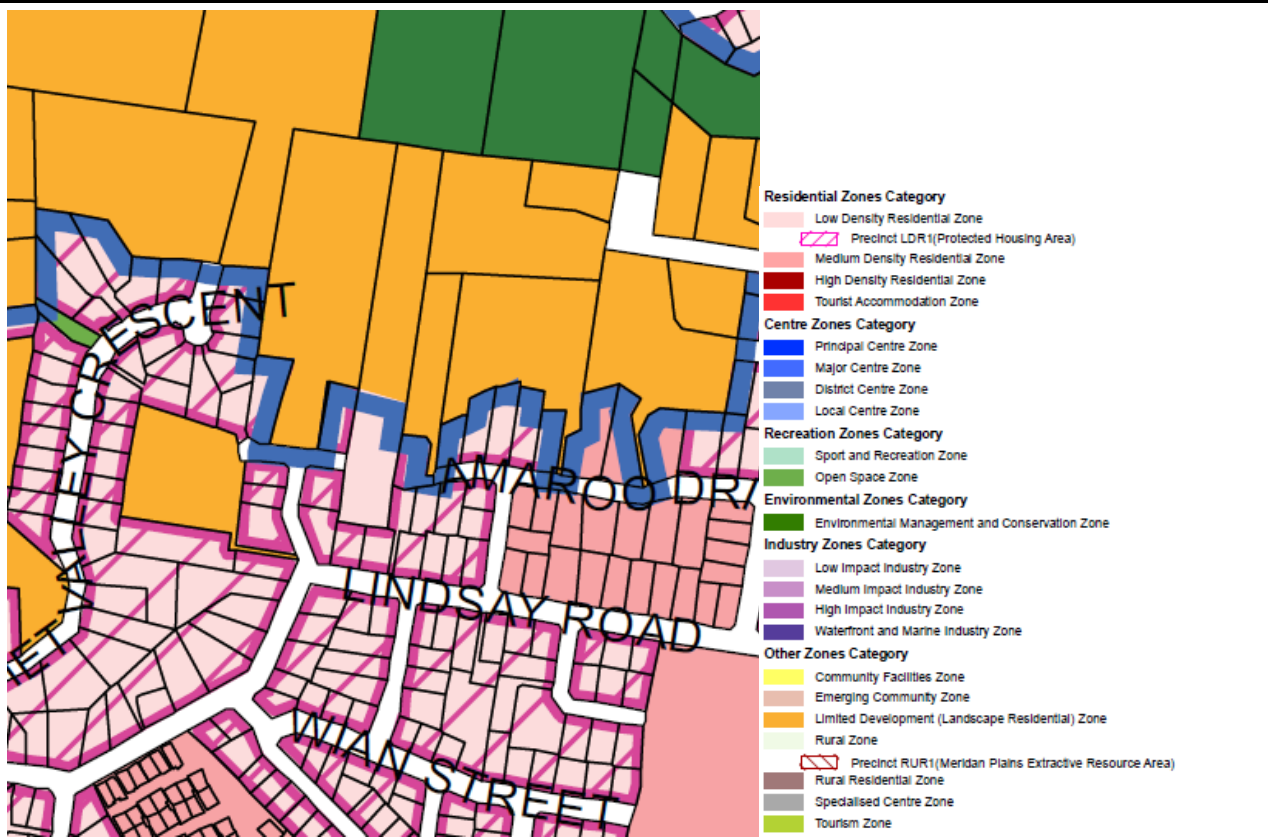 CRESCENT
VALLEY
ET
AMAROO DRA
LINDSAY ROAD
WIAN STREET
Residential Zones Category
Low Density Residential Zone
Precinct LDR1(Protected Housing Area)
Medium Density Residential Zone
High Density Residential Zone
Tourist Accommodation Zone
Centre Zones Category
Principal Centre Zone
Major Centre Zone
District Centre Zone
Local Centre Zone
Recreation Zones Category
Sport and Recreation Zone
Open Space Zone
Environmental Zones Category
Environmental Management and Conservation Zone
Industry Zones Category
Low Impact Industry Zone
Medium Impact Industry Zone
High Impact Industry Zone
Waterfront and Marine Industry Zone
Other Zones Category
Community Facilities Zone
Emerging Community Zone
Limited Development (Landscape Residential) Zone
Rural Zone
Precinct RUR1(Meridan Plains Extractive Resource Area)
Rural Residential Zone
Specialised Centre Zone
Tourism Zone